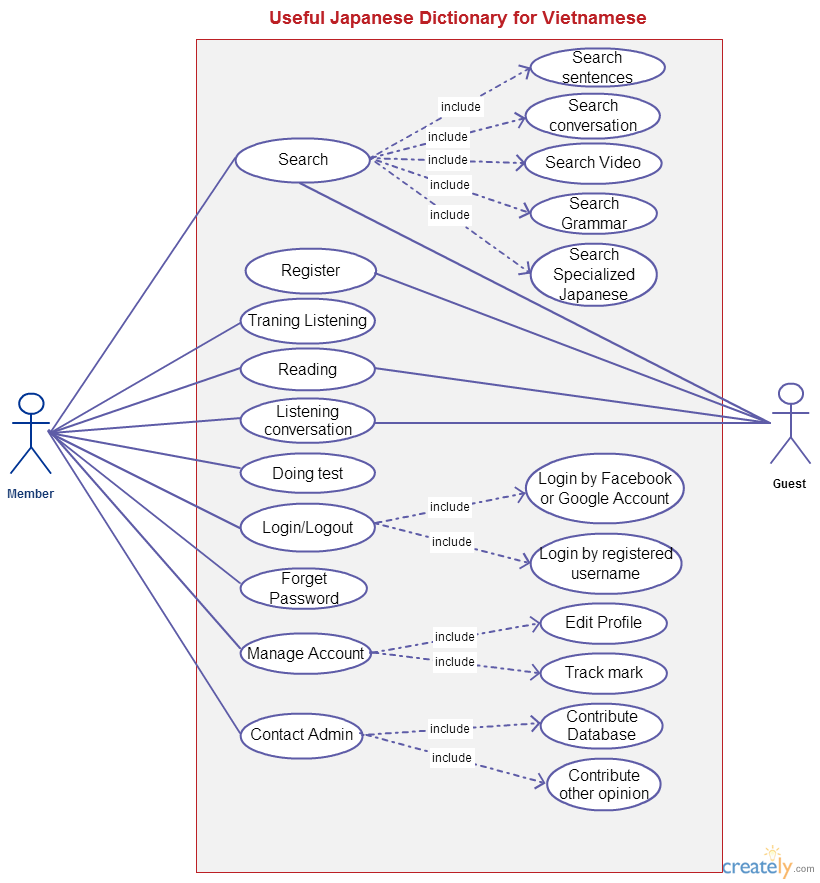 Useful Japanese Dictionary for Vietnamese
Search
sentences
include
Search
conversation
include
Search
include
Search Video
include
Search
Grammar
include
Search
Specialized
Japanese
Register
Traning Listening
Reading
Listening
conversation
Member
Guest
Doing test
Login by Facebook
or Google Account
include
Login/Logout
include
Login by registered
username
Forget
Password
Edit Profile
include
Manage Account
include
Track mark
Contribute
Database
include
Contact Admin
include
Contribute
other opinion
creately.com